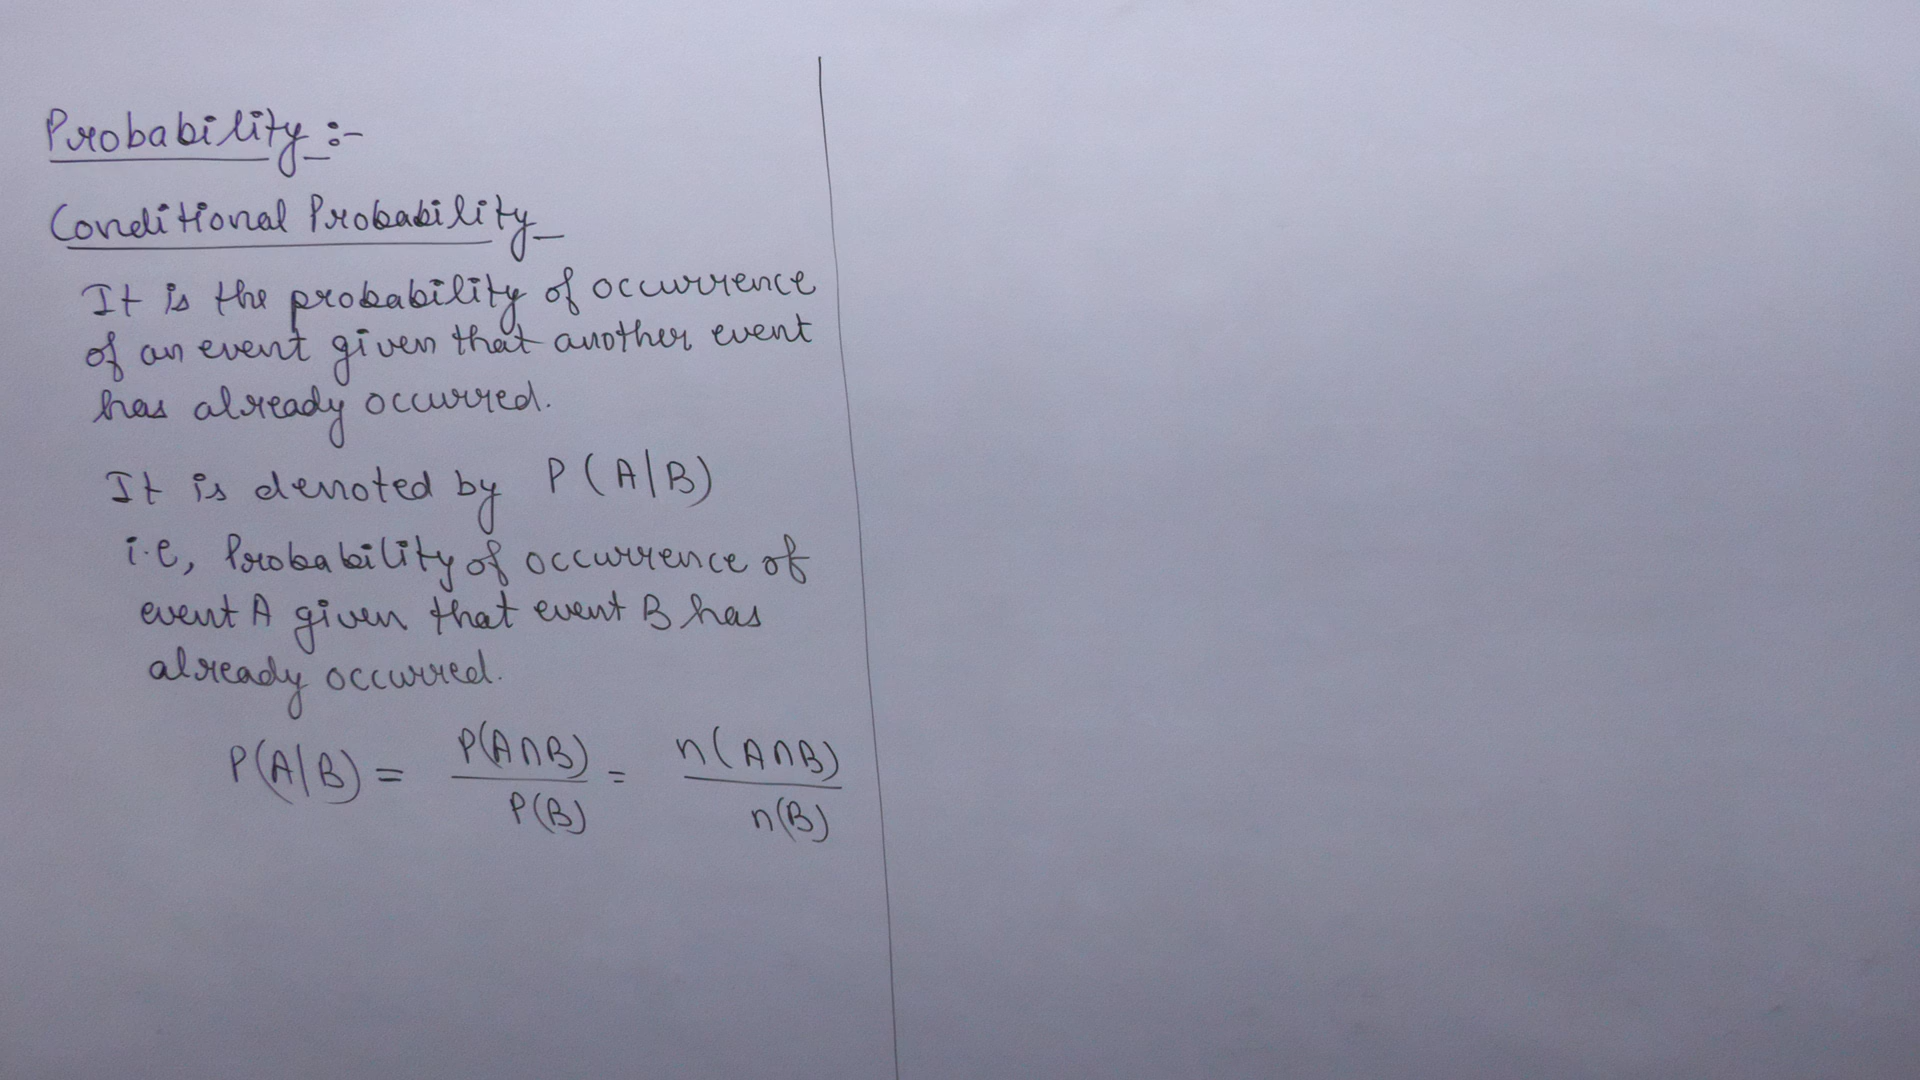 Probability :-
Conditional Probability
It is the probability of occurrence
of an event given that another event
has already occurred.
It is denoted by P(A|B)
i.e, Probability of occurrence of
event A given that event B has
already occurred.
P(A|B) = P(A∩B)/P(B) = n(A∩B)/n(B)